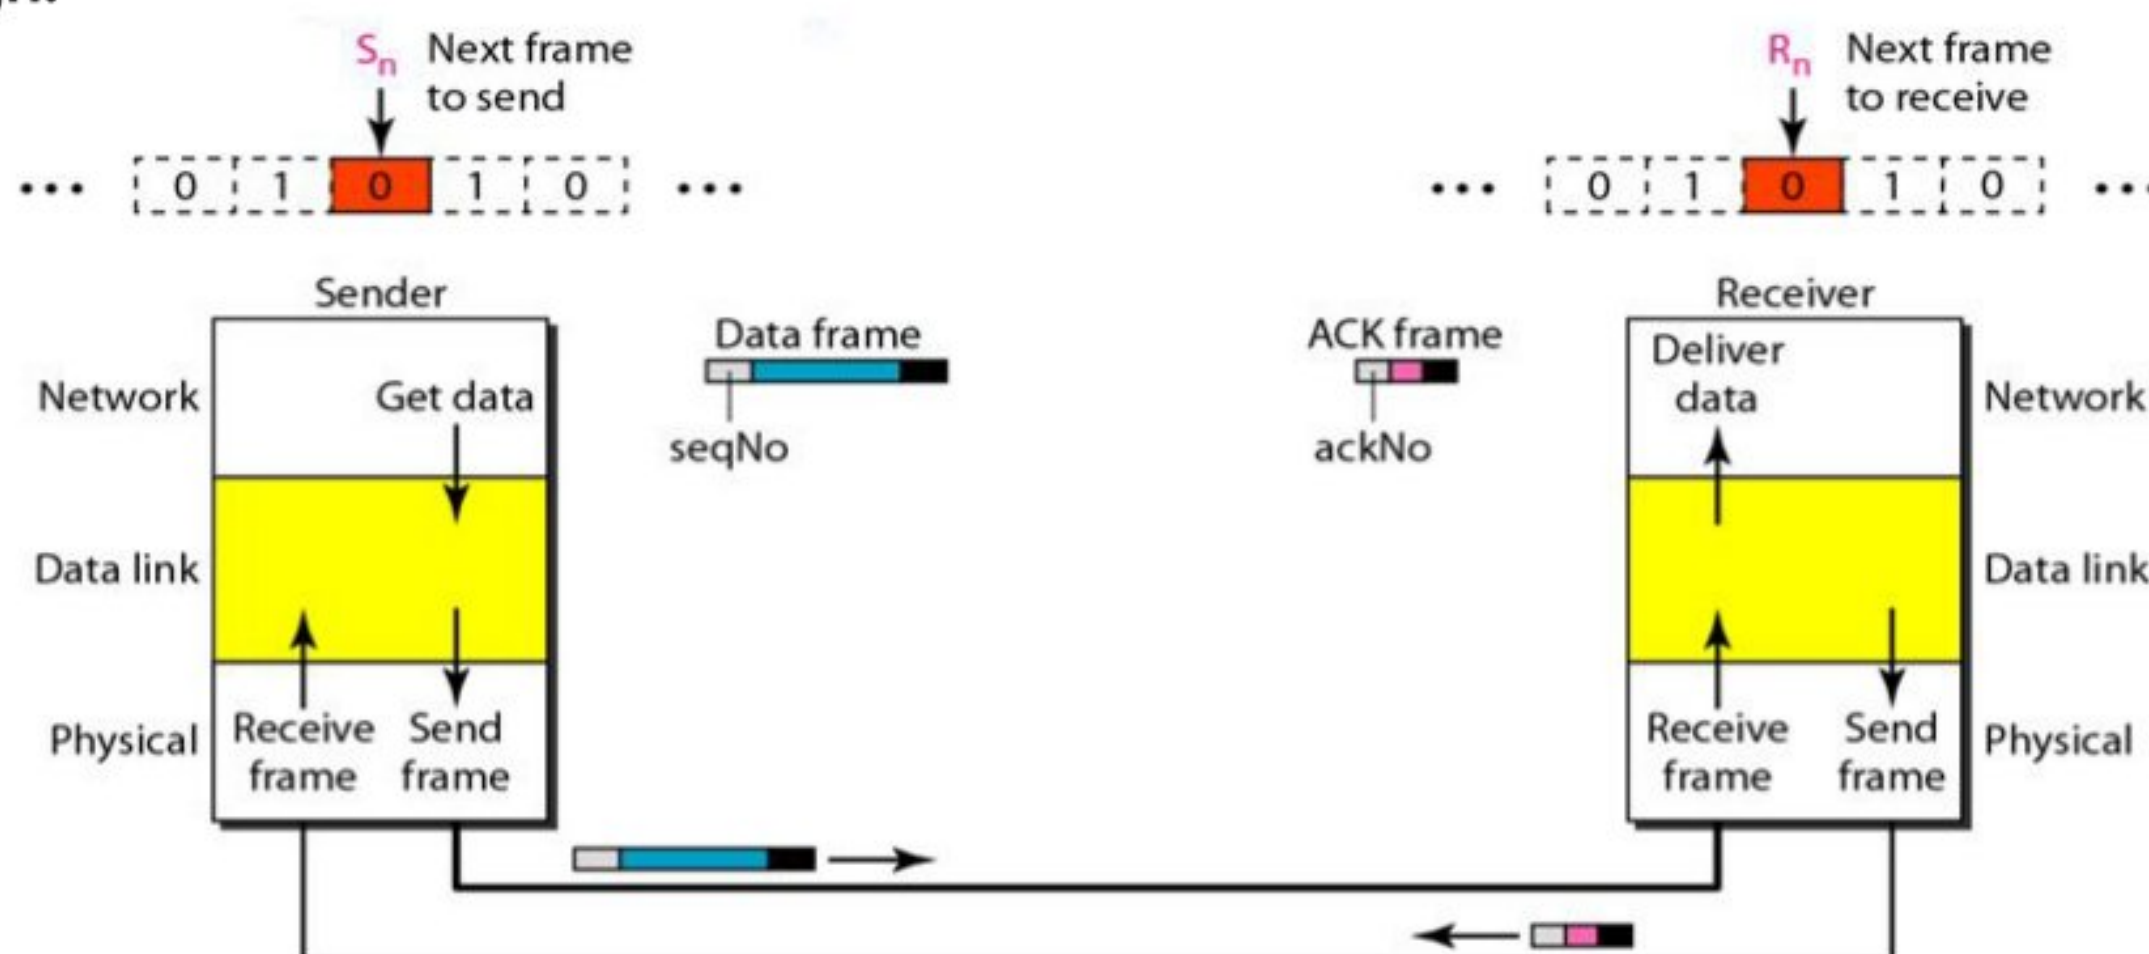 Sn Next frame
to send
Rn Next frame
to receive
... 0 1 0 1 0 ...
... 0 1 0 1 0 ...
Sender
Receiver
Data frame
seqNo
ACK frame
ackNo
Network
Get data
Deliver
data
Network
Data link
Data link
Physical
Receive
frame
Send
frame
Receive
frame
Send
frame
Physical